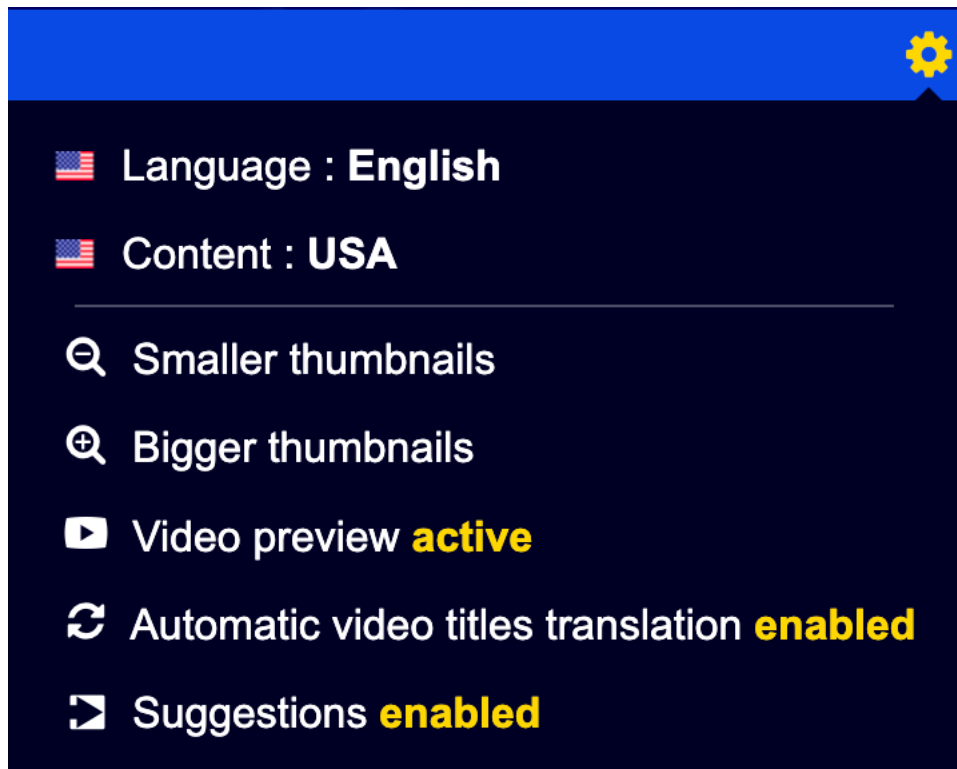 Language : English
Content : USA
Smaller thumbnails
Bigger thumbnails
Video preview active
Automatic video titles translation enabled
Suggestions enabled